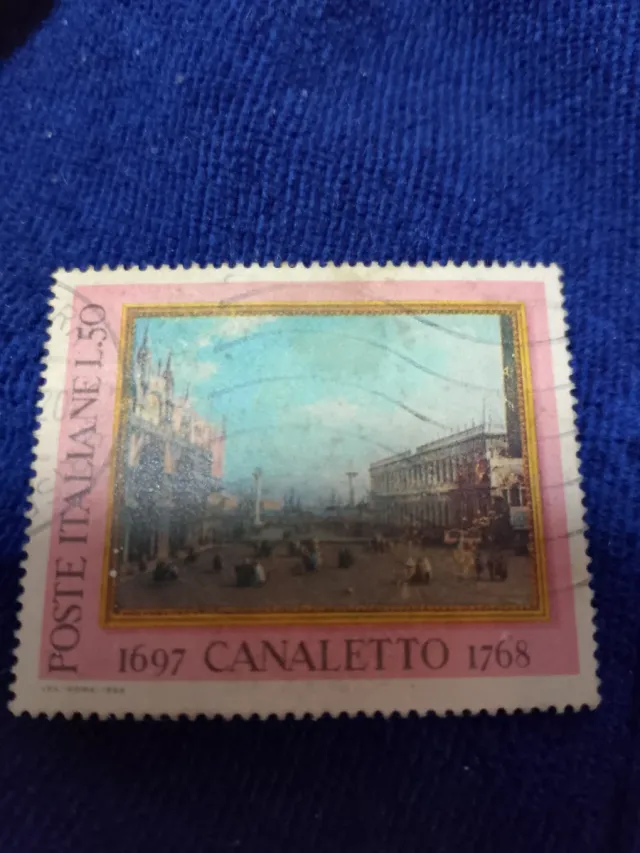 POSTE ITALIANE L.50
1697 CANALETTO 1768